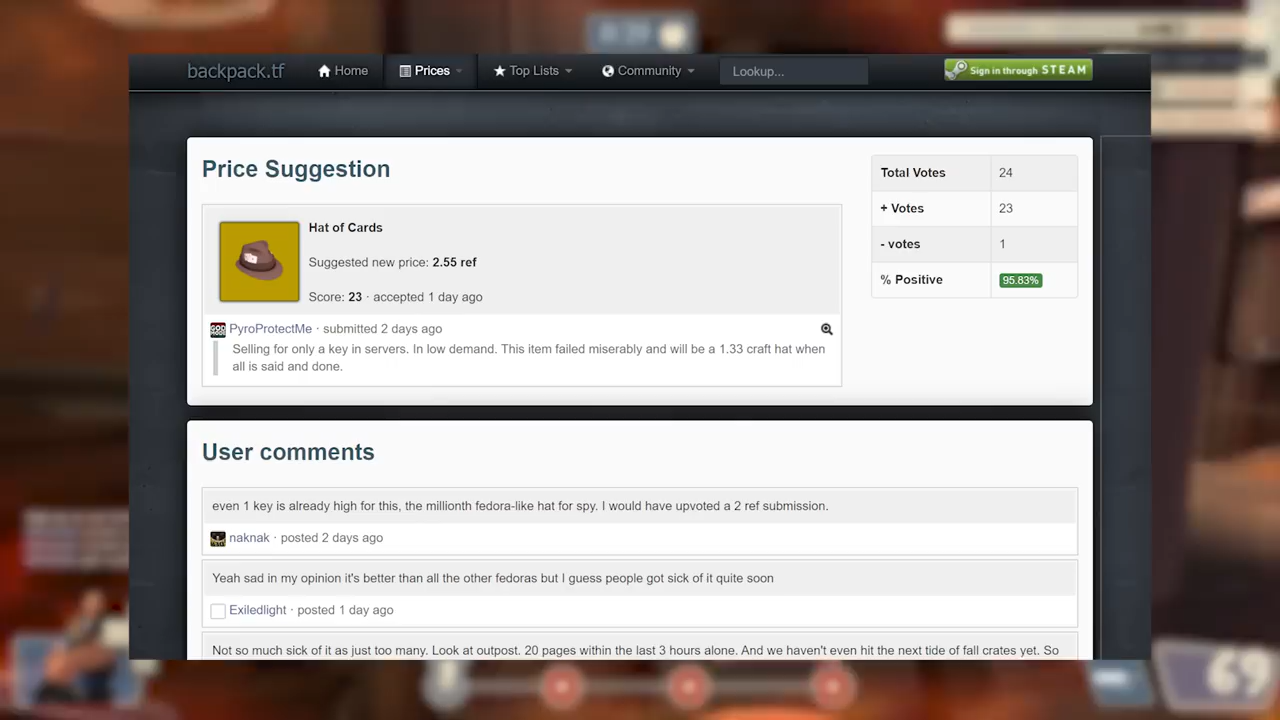 backpack.tf Home Prices Top Lists Community Lookup... Sign in through STEAM
Price Suggestion
Hat of Cards
Suggested new price: 2.55 ref
Score: 23 · accepted 1 day ago
PyroProtectMe · submitted 2 days ago
Selling for only a key in servers. In low demand. This item failed miserably and will be a 1.33 craft hat when
all is said and done.
Total Votes 24
+ Votes 23
- votes 1
% Positive 95.83%
User comments
even 1 key is already high for this, the millionth fedora-like hat for spy. I would have upvoted a 2 ref submission.
naknak · posted 2 days ago
Yeah sad in my opinion it's better than all the other fedoras but I guess people got sick of it quite soon
Exiledlight · posted 1 day ago
Not so much sick of it as just too many. Look at outpost. 20 pages within the last 3 hours alone. And we haven't even hit the next tide of fall crates yet. So
69